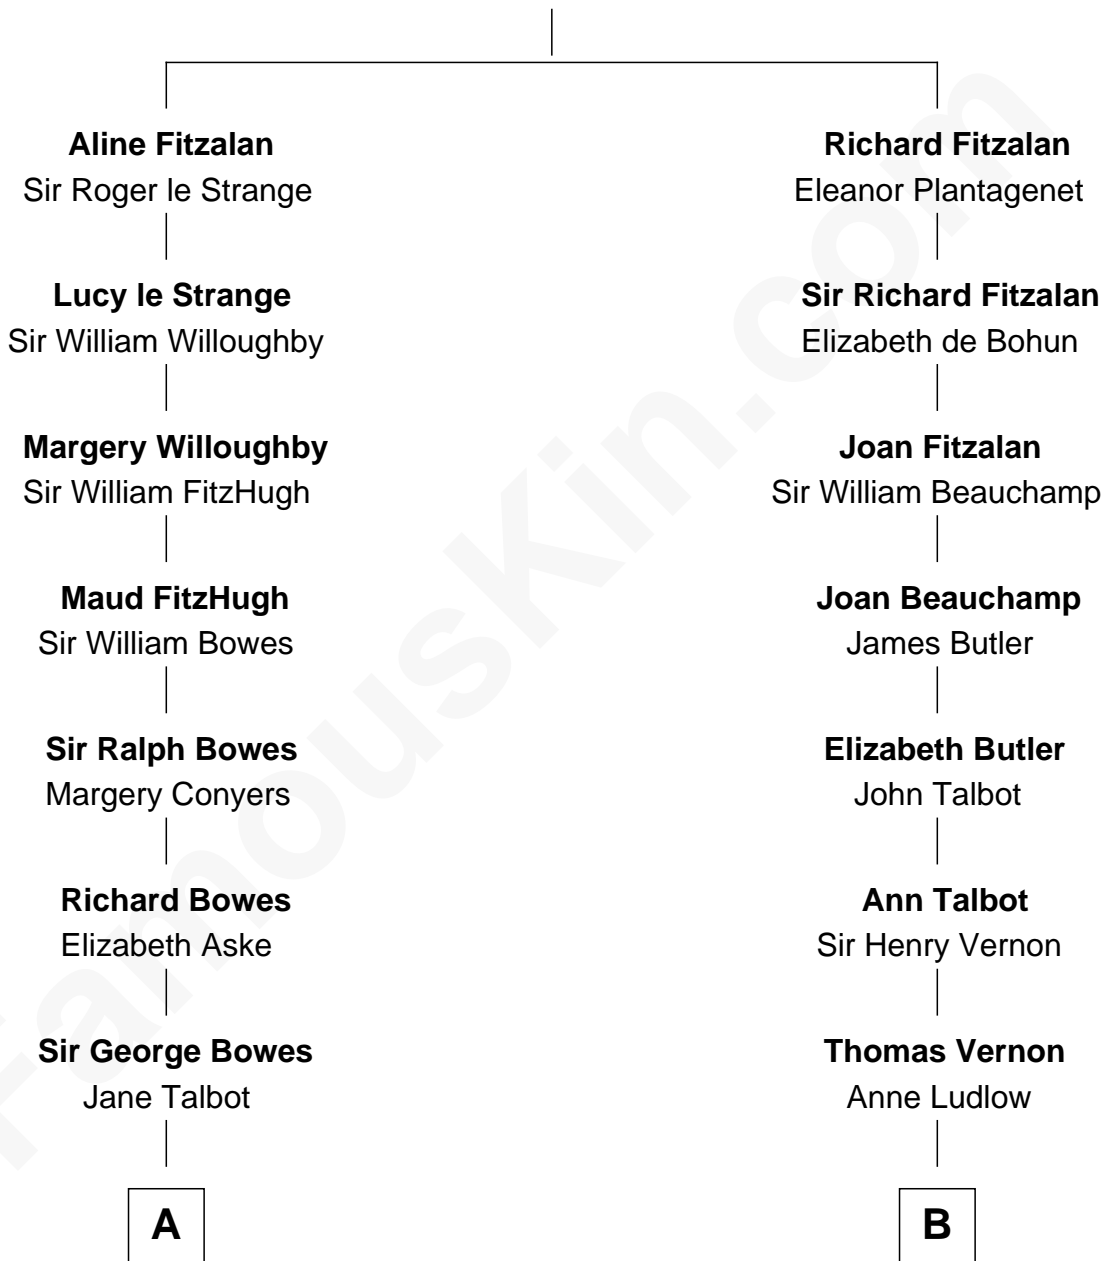 Aline Fitzalan
Sir Roger le Strange
Lucy le Strange
Sir William Willoughby
Margery Willoughby
Sir William FitzHugh
Maud FitzHugh
Sir William Bowes
Sir Ralph Bowes
Margery Conyers
Richard Bowes
Elizabeth Aske
Sir George Bowes
Jane Talbot
A
Richard Fitzalan
Eleanor Plantagenet
Sir Richard Fitzalan
Elizabeth de Bohun
Joan Fitzalan
Sir William Beauchamp
Joan Beauchamp
James Butler
Elizabeth Butler
John Talbot
Ann Talbot
Sir Henry Vernon
Thomas Vernon
Anne Ludlow
B
FamousKin.com